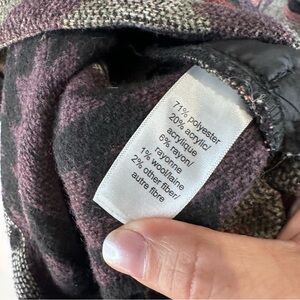 71% polyester
20% acrylic/
acrylique
6% rayon/
rayonne
1% wool/laine
2% other fiber/
autre fibre